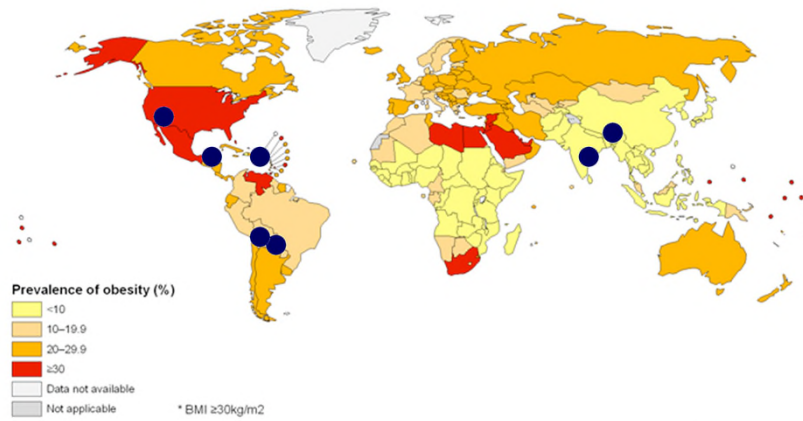 Prevalence of obesity (%)
<10
10–19.9
20–29.9
≥30
Data not available
Not applicable * BMI ≥30kg/m2